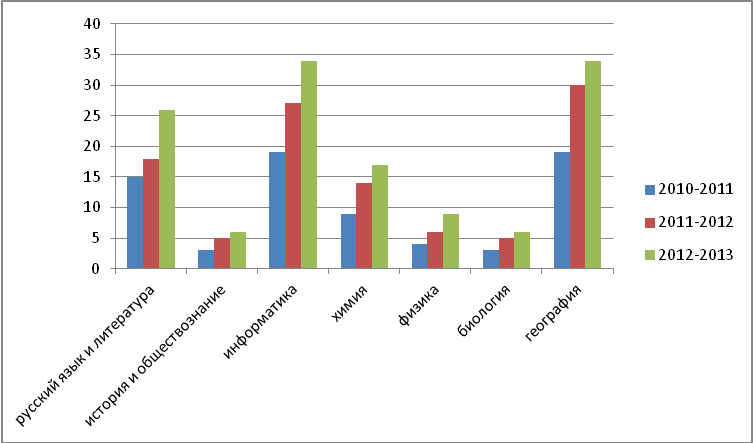 40
35
30
25
20
15
10
5
0
русский язык и литература
история и обществознание
информатика
химия
физика
биология
география
2010-2011
2011-2012
2012-2013